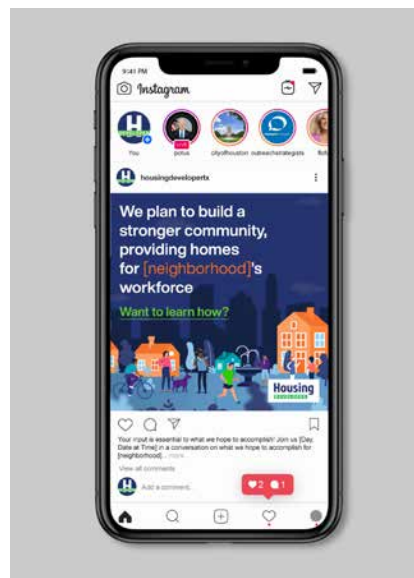 9:41 PM
Instagram
You
potus
cityofhouston
outreachstrategists
LIVE
housingdevelopertx
We plan to build a
stronger community,
providing homes
for [neighborhood]'s
workforce
Want to learn how?
Housing
DEVELOPER
Your input is essential to what we hope to accomplish! Join us [Day,
Date at Time] in a conversation on what we hope to accomplish for
[neighborhood]... more
View all comments
Add a comment...
2 1